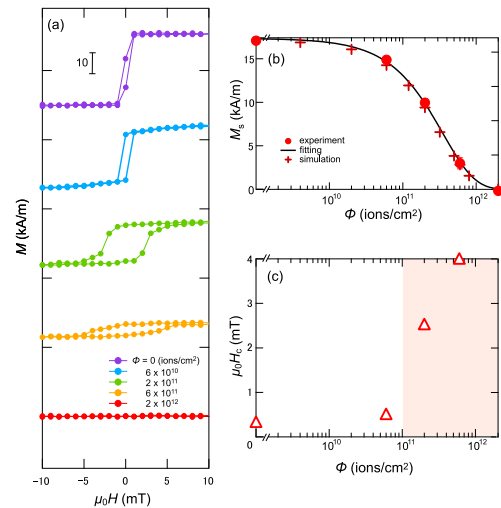 (a)
10
M (kA/m)
Φ = 0 (ions/cm²)
6 x 10¹⁰
2 x 10¹¹
6 x 10¹¹
2 x 10¹²
−10 −5 0 5 10
μ₀H (mT)
(b)
20
15
10
5
0
Mₛ (kA/m)
experiment
fitting
simulation
10¹⁰ 10¹¹ 10¹²
Φ (ions/cm²)
(c)
4
3
2
1
0
μ₀H_c (mT)
0 10¹⁰ 10¹¹ 10¹²
Φ (ions/cm²)